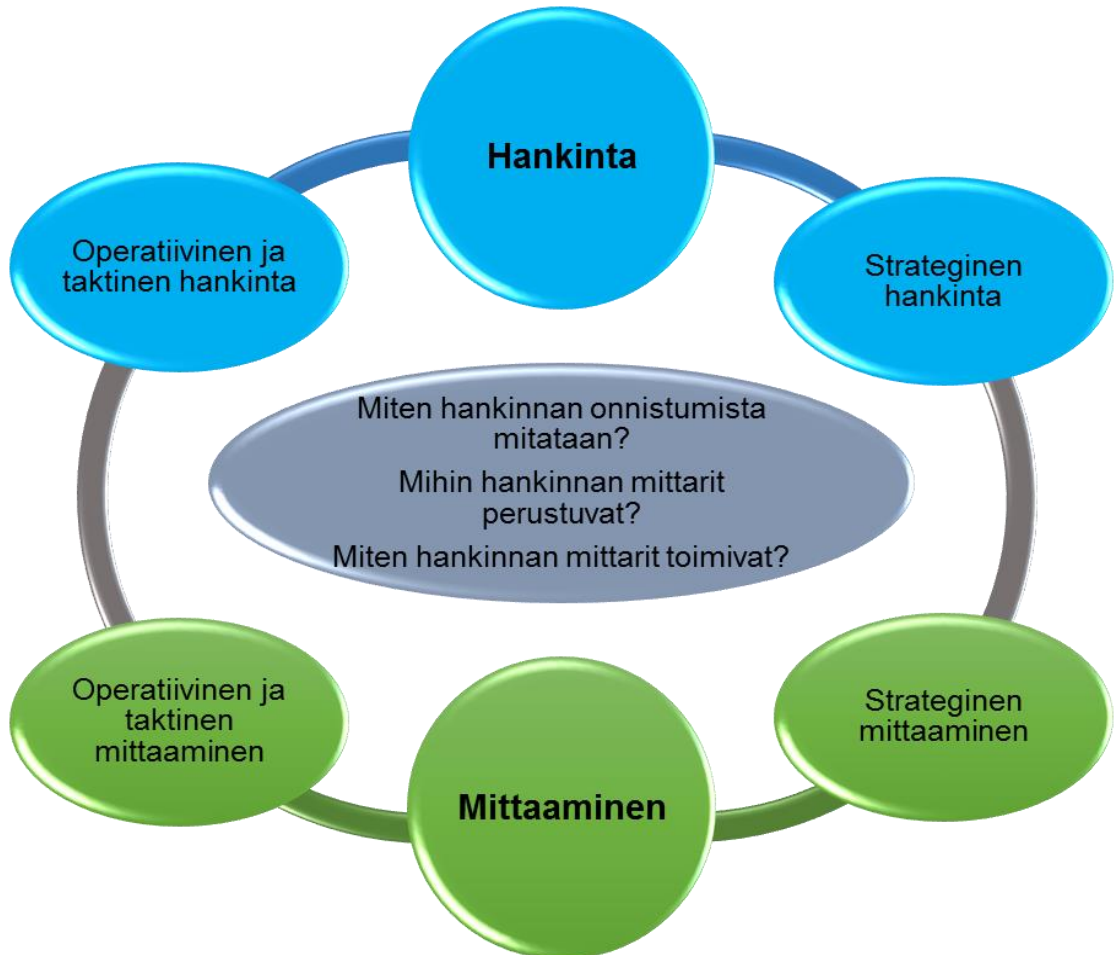 Hankinta
Operatiivinen ja
taktinen hankinta
Strateginen
hankinta
Miten hankinnan onnistumista
mitataan?
Mihin hankinnan mittarit
perustuvat?
Miten hankinnan mittarit toimivat?
Operatiivinen ja
taktinen
mittaaminen
Strateginen
mittaaminen
Mittaaminen